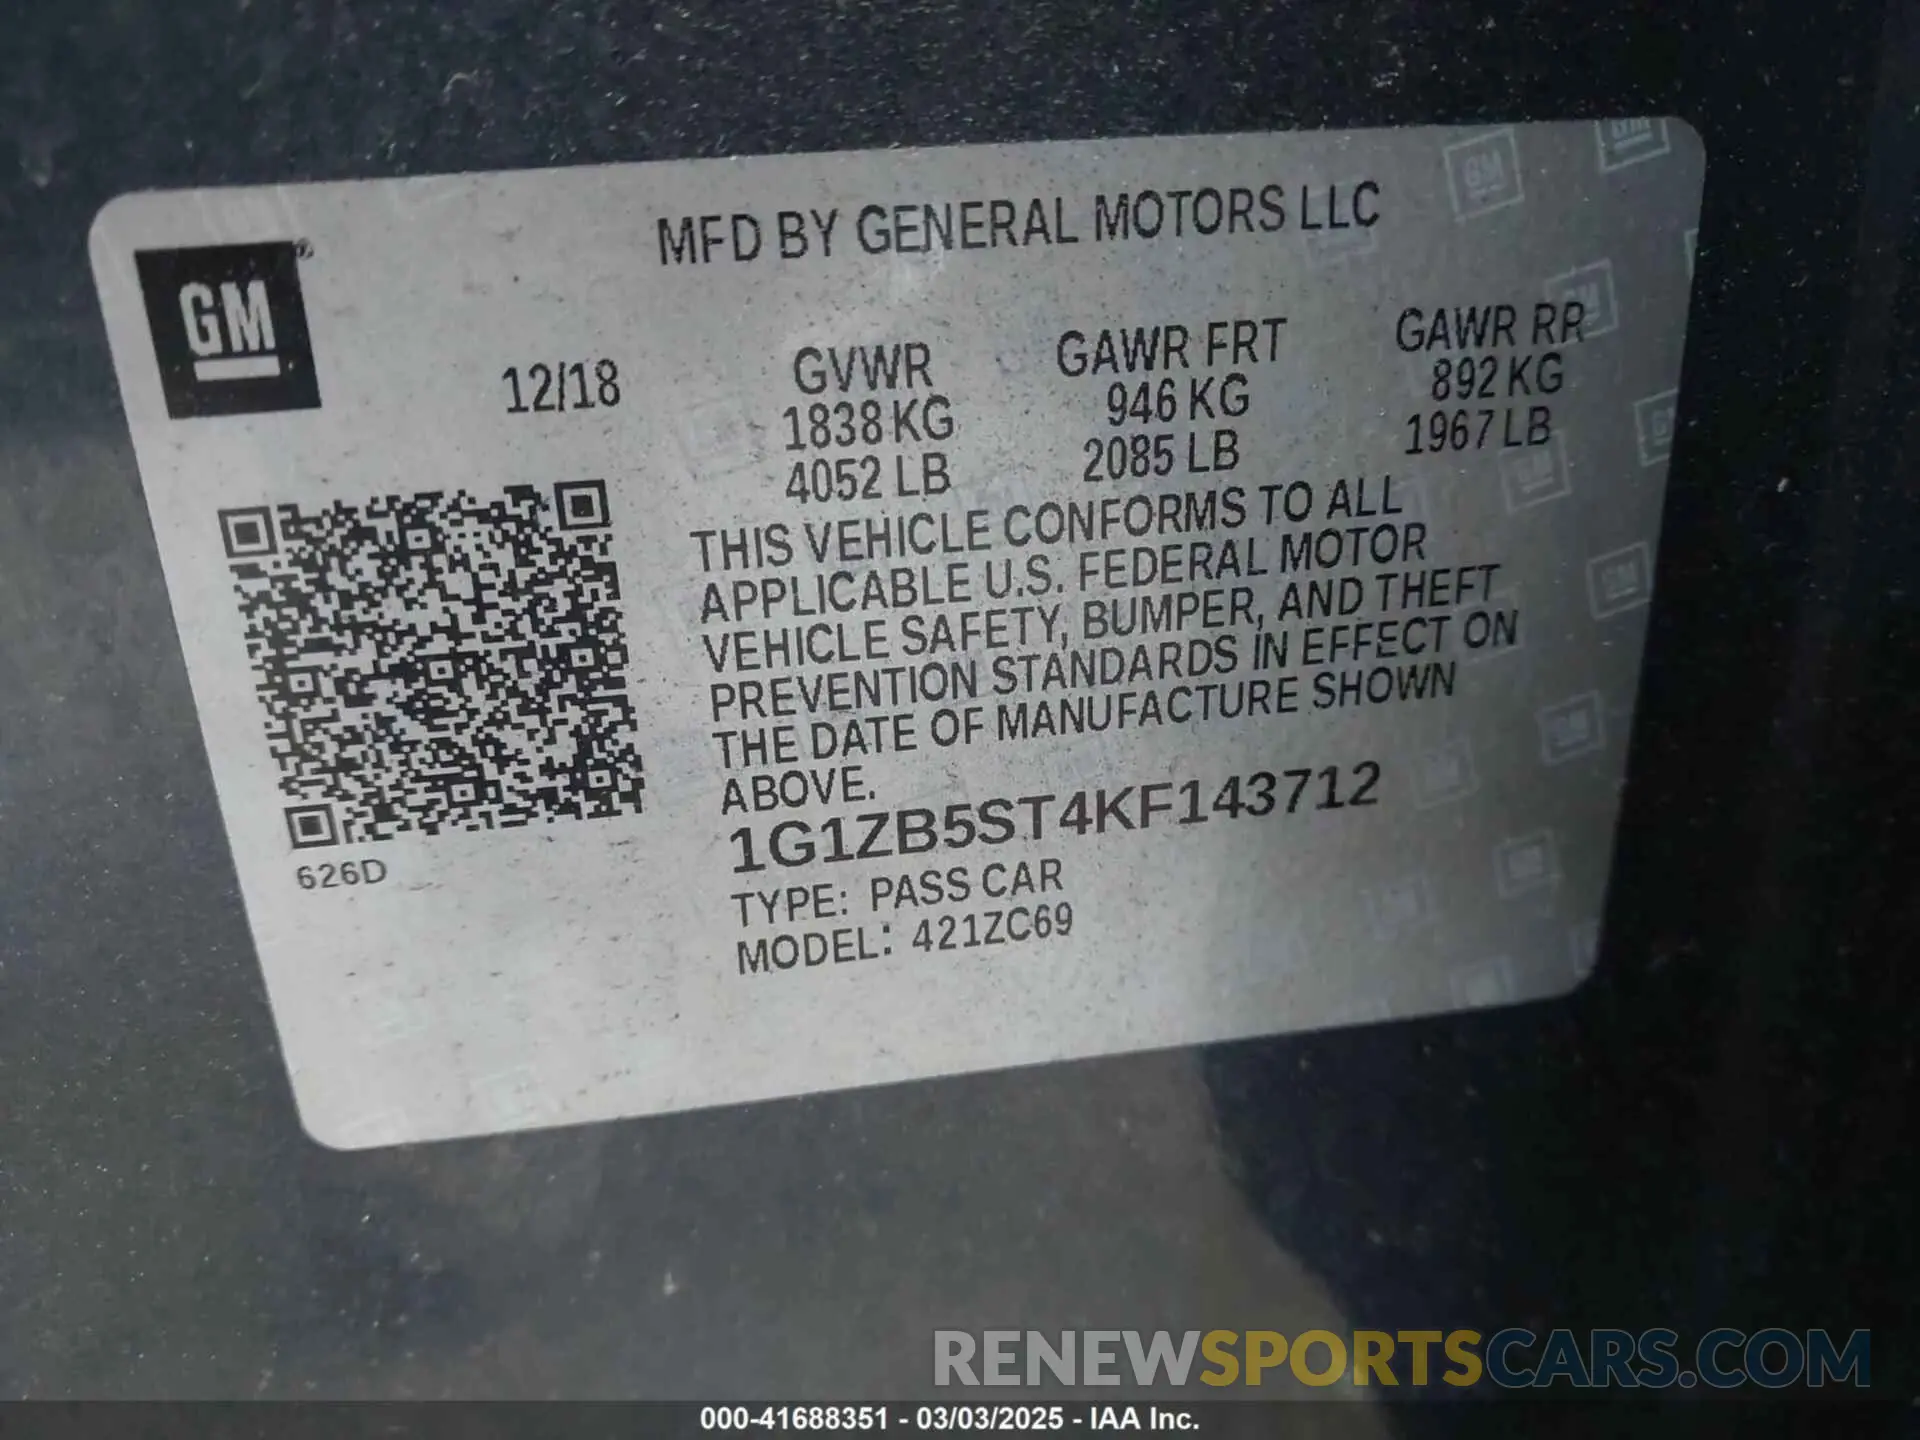 MFD BY GENERAL MOTORS LLC
GM®
12/18
GVWR
1838 KG
4052 LB
GAWR FRT
946 KG
2085 LB
GAWR RR
892 KG
1967 LB
THIS VEHICLE CONFORMS TO ALL
APPLICABLE U.S. FEDERAL MOTOR
VEHICLE SAFETY, BUMPER, AND THEFT
PREVENTION STANDARDS IN EFFECT ON
THE DATE OF MANUFACTURE SHOWN
ABOVE.
1G1ZB5ST4KF143712
TYPE: PASS CAR
MODEL: 421ZC69
626D
RENEWSPORTSCARS.COM
000-41688351 - 03/03/2025 - IAA Inc.